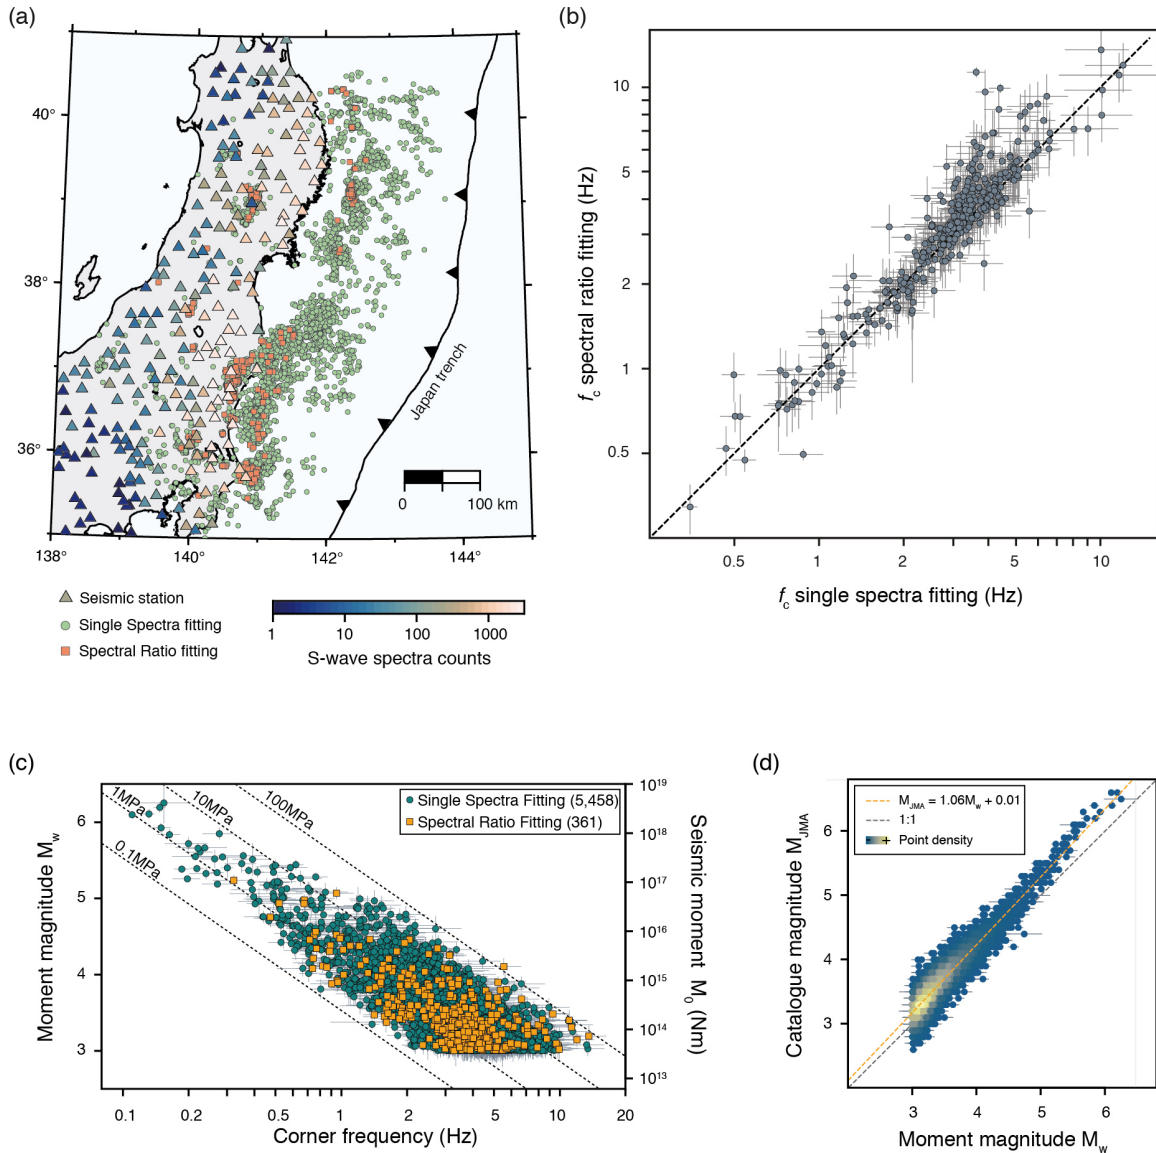 (a)
40°
38°
36°
138°
140°
142°
144°
Japan trench
0
100 km
Seismic station
Single Spectra fitting
Spectral Ratio fitting
1
10
100
1000
S-wave spectra counts
(b)
10
5
2
1
0.5
fc spectral ratio fitting (Hz)
0.5
1
2
5
10
fc single spectra fitting (Hz)
(c)
1MPa
10MPa
100MPa
0.1MPa
Single Spectra Fitting (5,458)
Spectral Ratio Fitting (361)
6
5
4
3
Moment magnitude Mw
10^19
10^18
10^17
10^16
10^15
10^14
10^13
Seismic moment M0 (Nm)
0.1
0.2
0.5
1
2
5
10
20
Corner frequency (Hz)
(d)
MJMA = 1.06Mw + 0.01
1:1
Point density
- +
6
5
4
3
Catalogue magnitude MJMA
3
4
5
6
Moment magnitude Mw